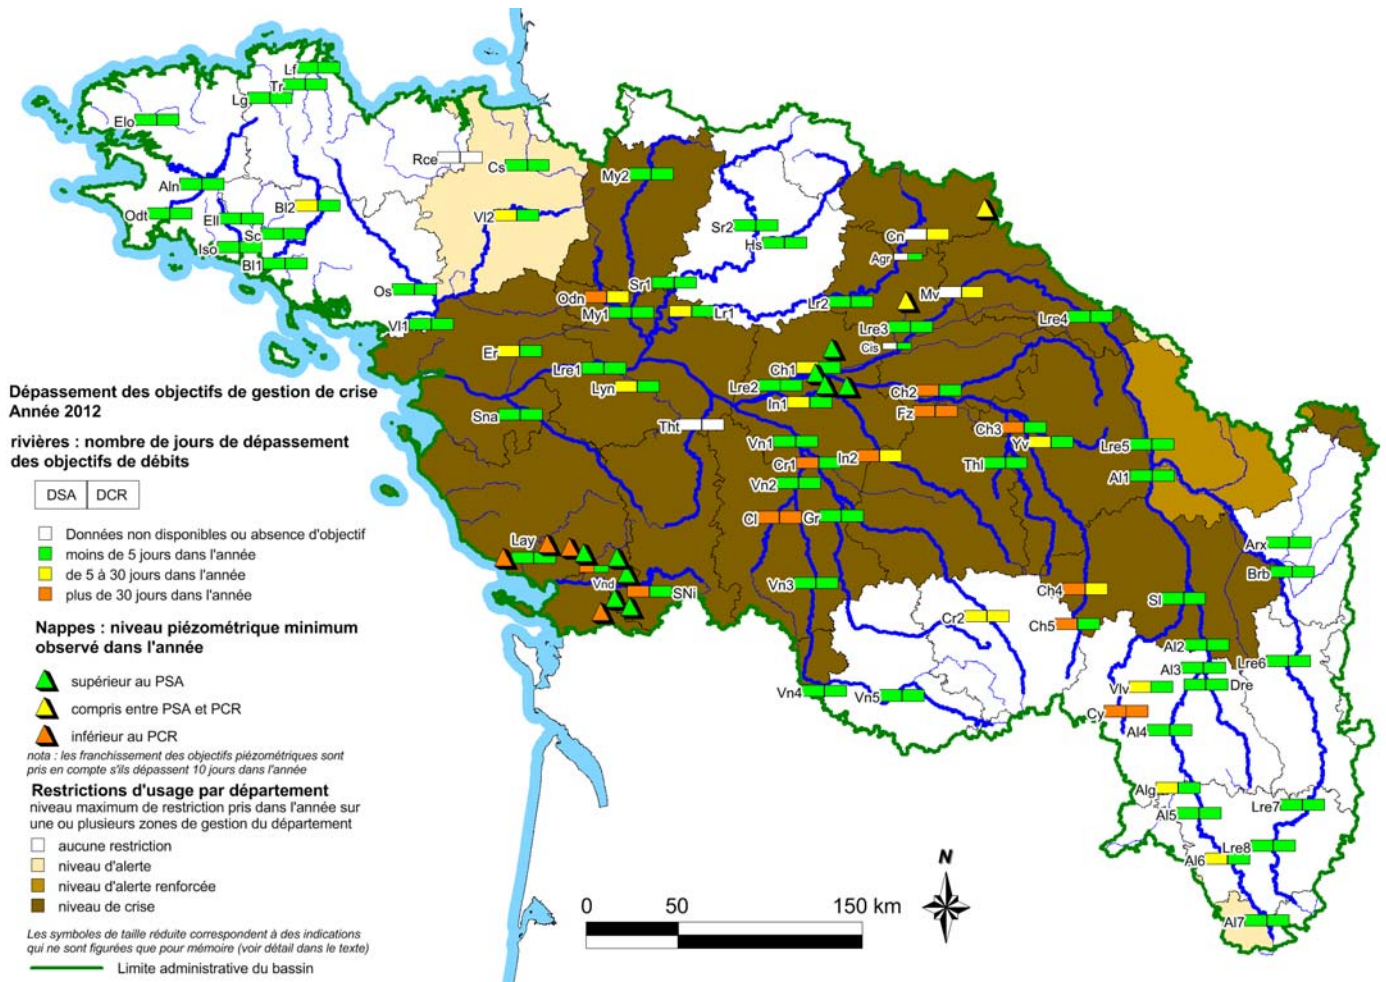 Lf
Tr
Lg
Elo
Rce
Cs
My2
Aln
Odt
Ell
Bl2
Sc
Iso
Bl1
Vl2
Sr2
Hs
Cn
Agr
Os
Vl1
Sr1
Odn
My1
Lr1
Lr2
Mv
Lre3
Cis
Lre4
Er
Lre1
Lyn
Ch1
Lre2
In1
Ch2
Fz
Sna
Tht
Ch3
Yv
Lre5
Vn1
Cr1
In2
Thl
Al1
Vn2
Cl
Gr
Lay
Vnd
SNi
Vn3
Arx
Brb
Ch4
Sl
Cr2
Ch5
Al2
Al3
Lre6
Vn4
Vn5
Vlv
Dre
Cy
Al4
Alg
Al5
Lre7
Lre8
Al6
Al7
Dépassement des objectifs de gestion de crise
Année 2012
rivières : nombre de jours de dépassement
des objectifs de débits
DSA DCR
Données non disponibles ou absence d'objectif
moins de 5 jours dans l'année
de 5 à 30 jours dans l'année
plus de 30 jours dans l'année
Nappes : niveau piézométrique minimum
observé dans l'année
supérieur au PSA
compris entre PSA et PCR
inférieur au PCR
nota : les franchissement des objectifs piézométriques sont
pris en compte s'ils dépassent 10 jours dans l'année
Restrictions d'usage par département
niveau maximum de restriction pris dans l'année sur
une ou plusieurs zones de gestion du département
aucune restriction
niveau d'alerte
niveau d'alerte renforcée
niveau de crise
Les symboles de taille réduite correspondent à des indications
qui ne sont figurées que pour mémoire (voir détail dans le texte)
Limite administrative du bassin
0 50 150 km
N